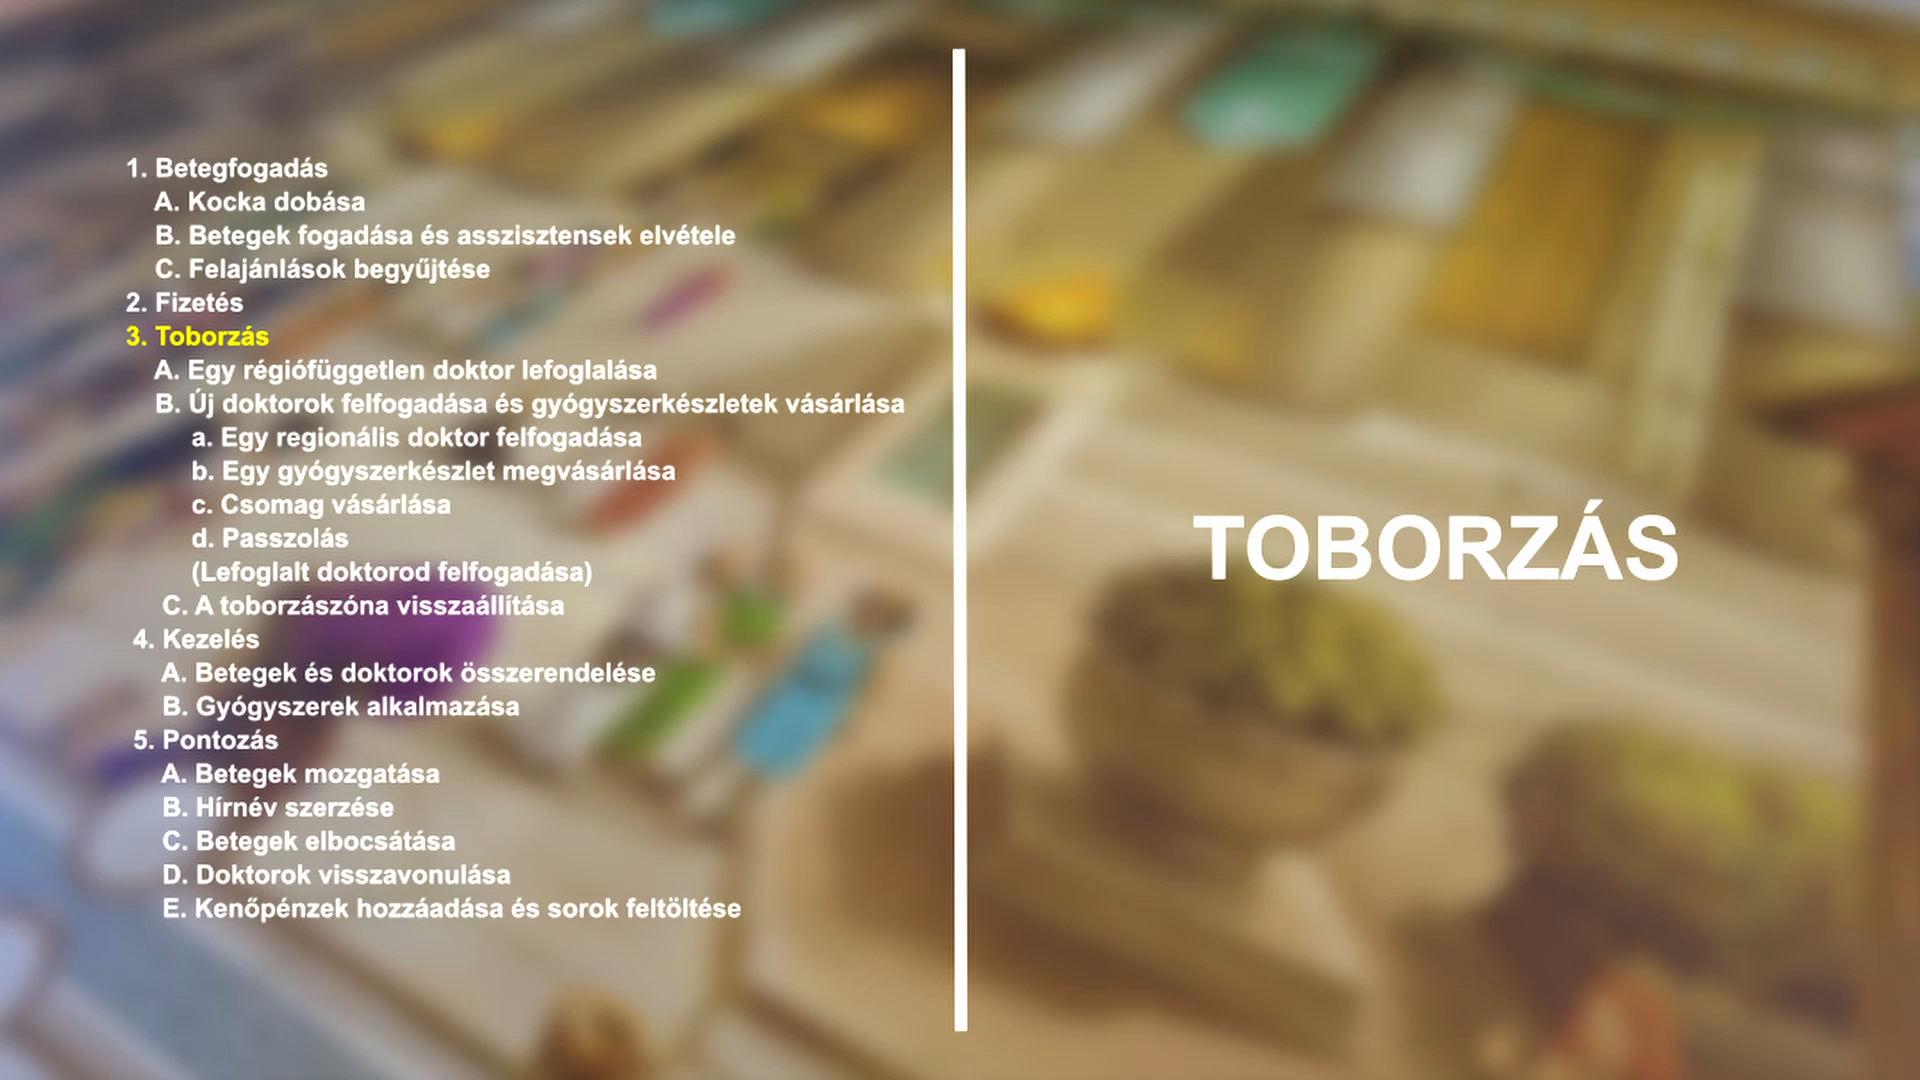 1. Betegfogadás
A. Kocka dobása
B. Betegek fogadása és asszisztensek elvétele
C. Felajánlások begyűjtése
2. Fizetés
3. Toborzás
A. Egy régiófüggetlen doktor lefoglalása
B. Új doktorok felfogadása és gyógyszerkészletek vásárlása
a. Egy regionális doktor felfogadása
b. Egy gyógyszerkészlet megvásárlása
c. Csomag vásárlása
d. Passzolás
(Lefoglalt doktorod felfogadása)
C. A toborzászóna visszaállítása
4. Kezelés
A. Betegek és doktorok összerendelése
B. Gyógyszerek alkalmazása
5. Pontozás
A. Betegek mozgatása
B. Hírnév szerzése
C. Betegek elbocsátása
D. Doktorok visszavonulása
E. Kenőpénzek hozzáadása és sorok feltöltése
TOBORZÁS